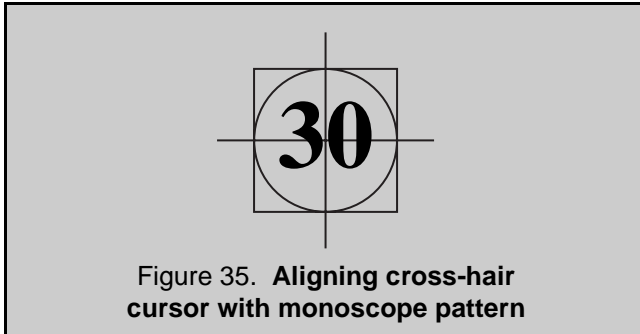 30
Figure 35. Aligning cross-hair
cursor with monoscope pattern